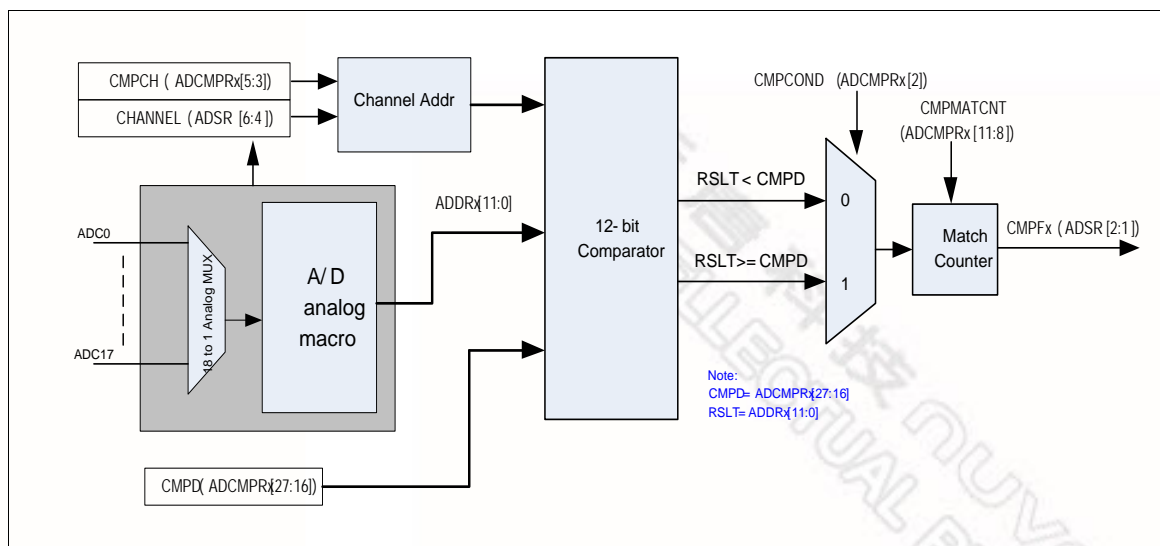 CMPCH ( ADCMPRx[5:3])
CHANNEL (ADSR [6:4])
Channel Addr
ADC0
ADC17
18 to 1 Analog MUX
A/D
analog
macro
ADDRx[11:0]
CMPD( ADCMPRx[27:16])
12- bit
Comparator
RSLT < CMPD
RSLT>= CMPD
CMPCOND (ADCMPRx[2])
0
1
CMPMATCNT
(ADCMPRx [11:8])
Match
Counter
CMPFx ( ADSR [2:1])
Note:
CMPD= ADCMPRx[27:16]
RSLT= ADDRx[11:0]
科技 nuvo